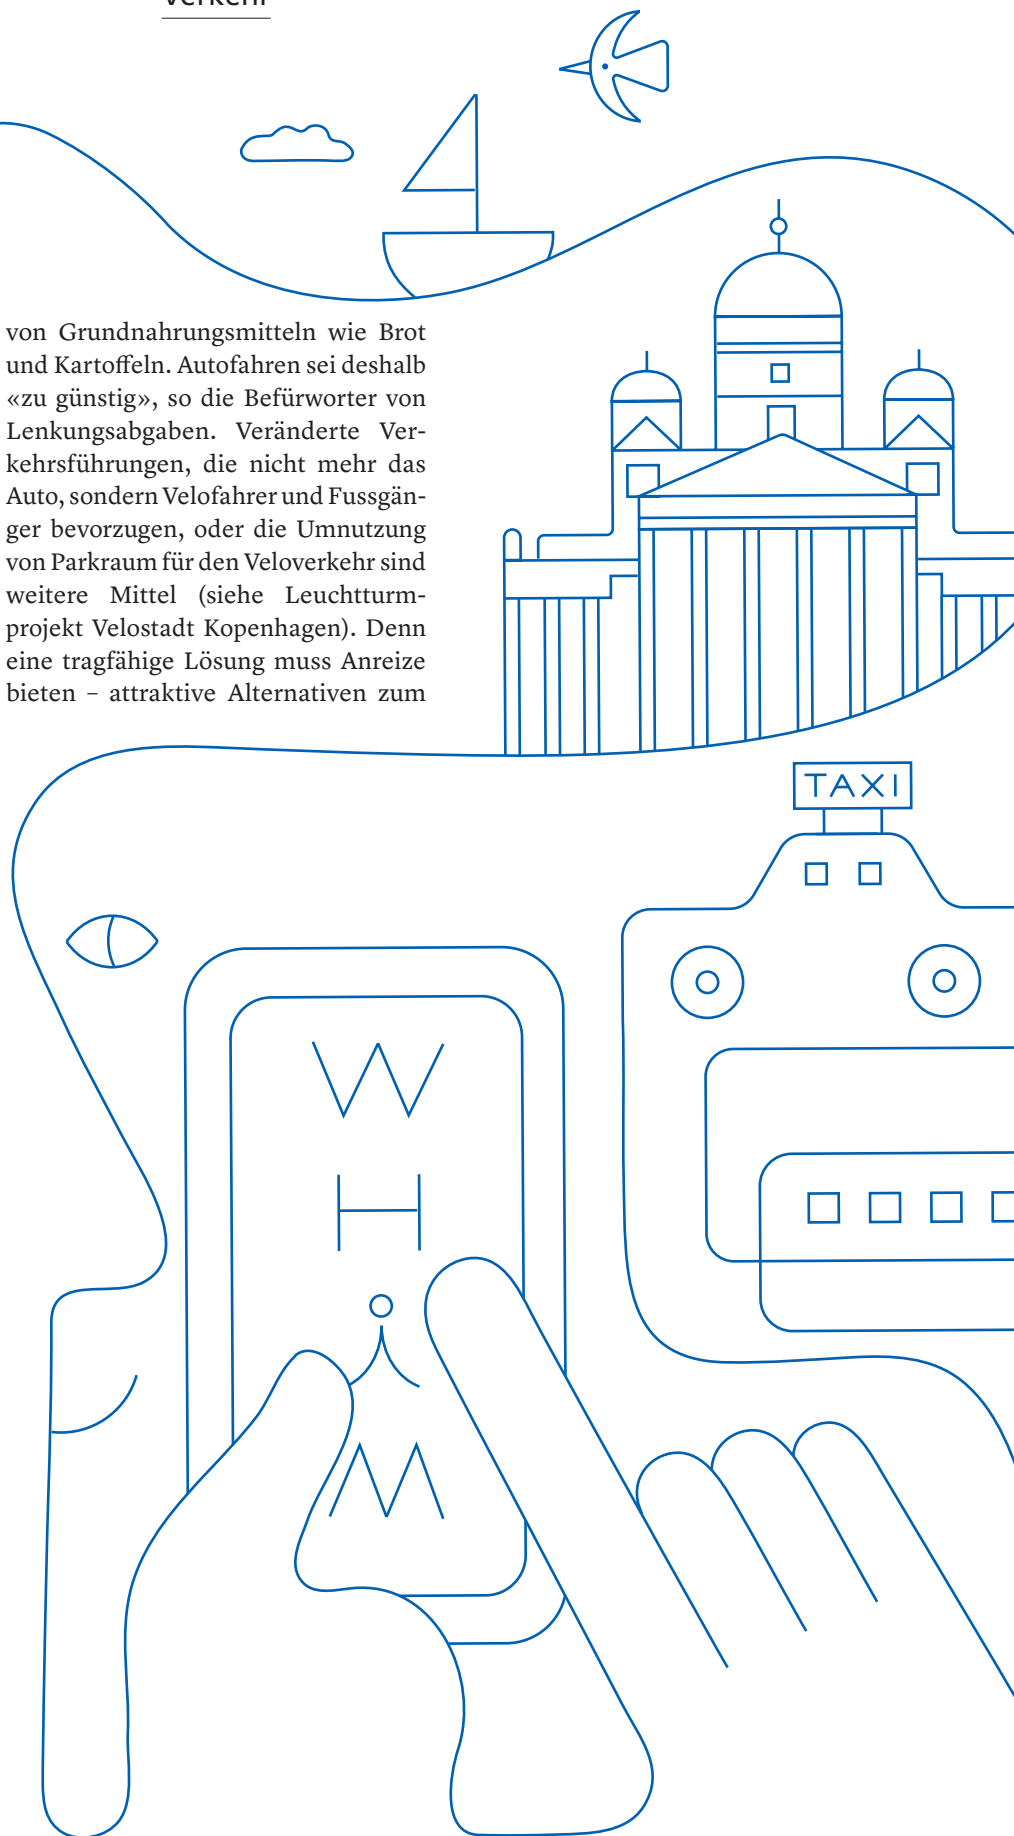 Verkehr
von Grundnahrungsmitteln wie Brot
und Kartoffeln. Autofahren sei deshalb
«zu günstig», so die Befürworter von
Lenkungsabgaben. Veränderte Ver-
kehrsführungen, die nicht mehr das
Auto, sondern Velofahrer und Fussgän-
ger bevorzugen, oder die Umnutzung
von Parkraum für den Veloverkehr sind
weitere Mittel (siehe Leuchtturm-
projekt Velostadt Kopenhagen). Denn
eine tragfähige Lösung muss Anreize
bieten – attraktive Alternativen zum
TAXI
W
H
I
M